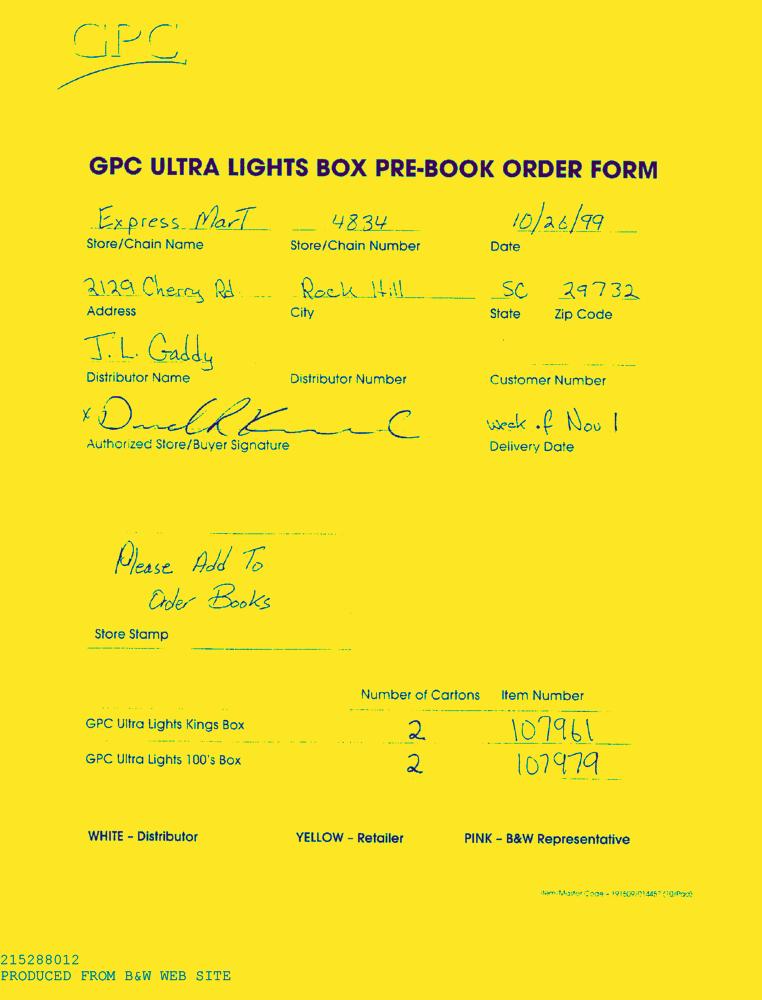 GPC
GPC ULTRA LIGHTS BOX PRE-BOOK ORDER FORM
Express Mart 4834 10/26/99
Store/Chain Name Store/Chain Number Date
2129 Cherry Rd Rock Hill SC 29732
Address City State Zip Code
J.L. Gaddy
Distributor Name Distributor Number Customer Number
x week of Nov 1
Authorized Store/Buyer Signature Delivery Date
Please Add To
Order Books
Store Stamp
Number of Cartons Item Number
GPC Ultra Lights Kings Box 2 107961
GPC Ultra Lights 100's Box 2 107979
WHITE - Distributor YELLOW - Retailer PINK - B&W Representative
Item/Master Code -
215288012
PRODUCED FROM B&W WEB SITE